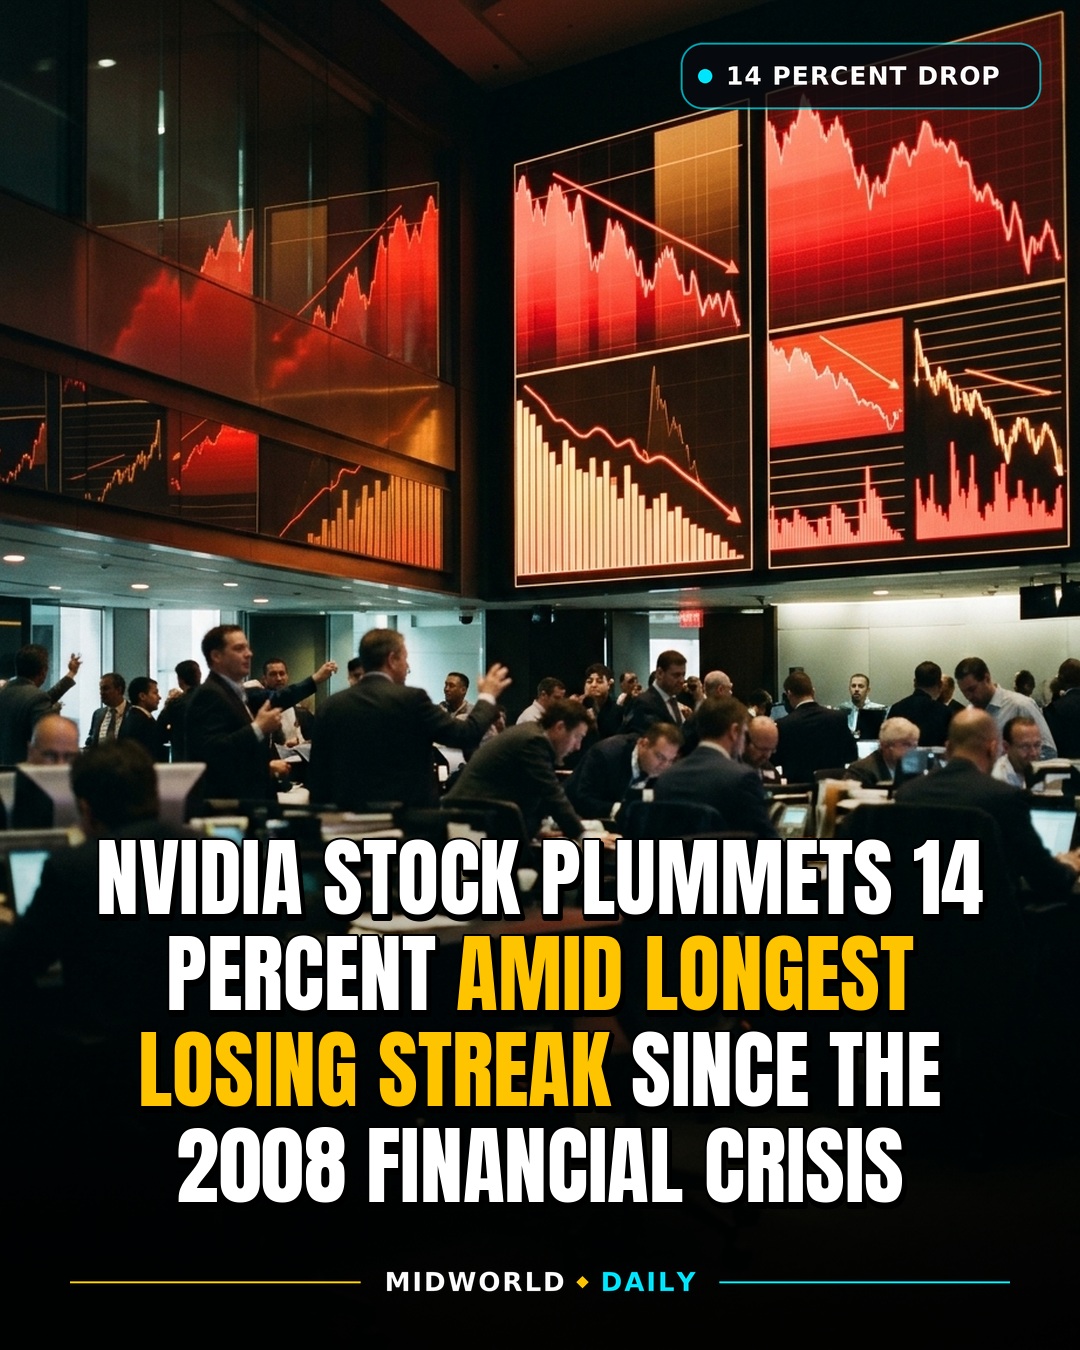 14 PERCENT DROP
NVIDIA STOCK PLUMMETS 14
PERCENT AMID LONGEST
LOSING STREAK SINCE THE
2008 FINANCIAL CRISIS
MIDWORLD DAILY